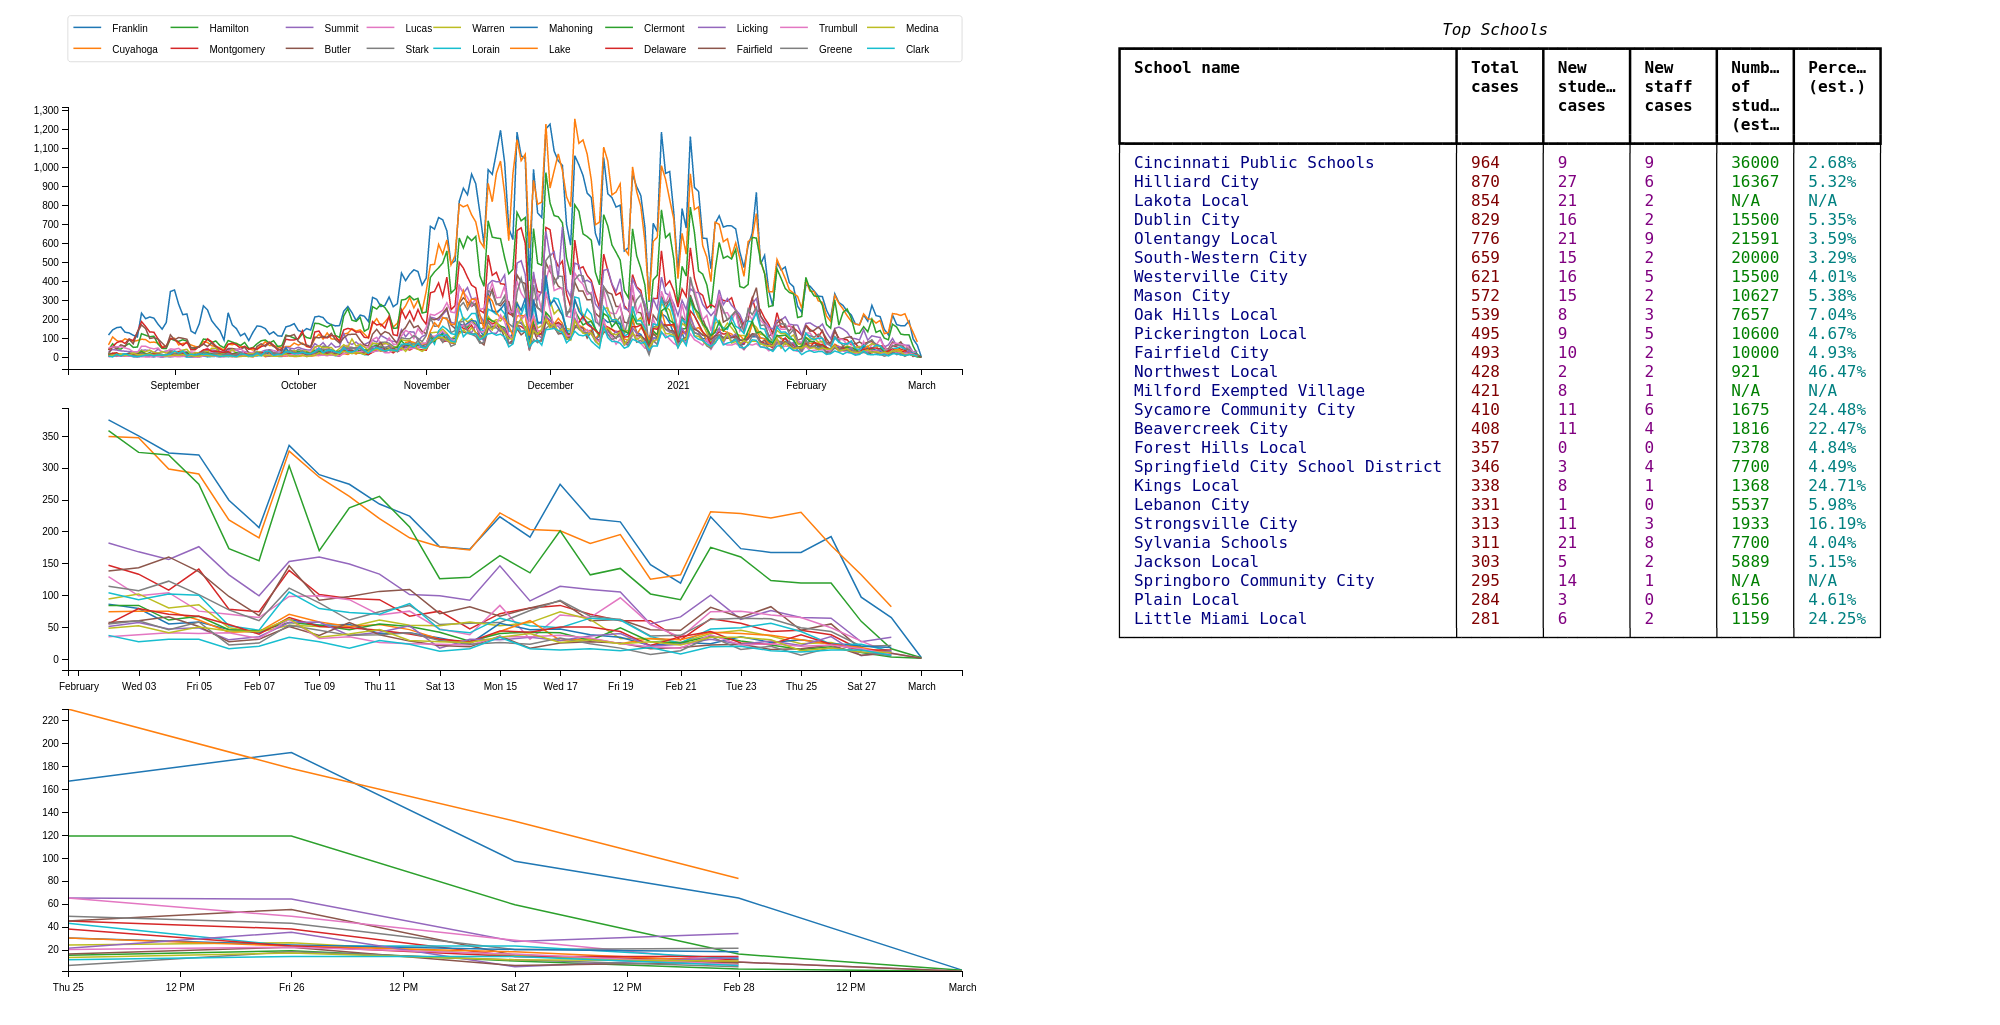 Franklin Hamilton Summit Lucas Warren Mahoning Clermont Licking Trumbull Medina
Cuyahoga Montgomery Butler Stark Lorain Lake Delaware Fairfield Greene Clark
1,300
1,200
1,100
1,000
900
800
700
600
500
400
300
200
100
0
September October November December 2021 February March
350
300
250
200
150
100
50
0
February Wed 03 Fri 05 Feb 07 Tue 09 Thu 11 Sat 13 Mon 15 Wed 17 Fri 19 Feb 21 Tue 23 Thu 25 Sat 27 March
220
200
180
160
140
120
100
80
60
40
20
Thu 25 12 PM Fri 26 12 PM Sat 27 12 PM Feb 28 12 PM March
Top Schools
School name Total New New Numb… Perce…
cases stude… staff of (est.)
cases cases stud…
(est…
Cincinnati Public Schools 964 9 9 36000 2.68%
Hilliard City 870 27 6 16367 5.32%
Lakota Local 854 21 2 N/A N/A
Dublin City 829 16 2 15500 5.35%
Olentangy Local 776 21 9 21591 3.59%
South-Western City 659 15 2 20000 3.29%
Westerville City 621 16 5 15500 4.01%
Mason City 572 15 2 10627 5.38%
Oak Hills Local 539 8 3 7657 7.04%
Pickerington Local 495 9 5 10600 4.67%
Fairfield City 493 10 2 10000 4.93%
Northwest Local 428 2 2 921 46.47%
Milford Exempted Village 421 8 1 N/A N/A
Sycamore Community City 410 11 6 1675 24.48%
Beavercreek City 408 11 4 1816 22.47%
Forest Hills Local 357 0 0 7378 4.84%
Springfield City School District 346 3 4 7700 4.49%
Kings Local 338 8 1 1368 24.71%
Lebanon City 331 1 0 5537 5.98%
Strongsville City 313 11 3 1933 16.19%
Sylvania Schools 311 21 8 7700 4.04%
Jackson Local 303 5 2 5889 5.15%
Springboro Community City 295 14 1 N/A N/A
Plain Local 284 3 0 6156 4.61%
Little Miami Local 281 6 2 1159 24.25%